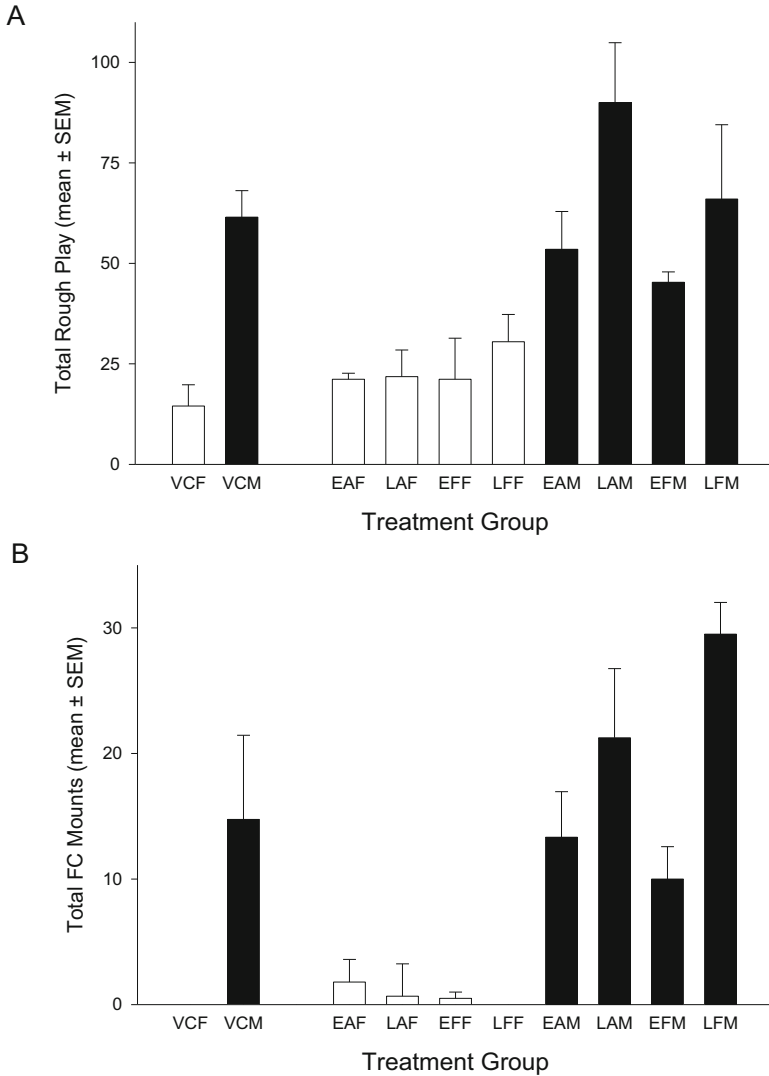 A
Total Rough Play (mean ± SEM)
100
75
50
25
0
VCF VCM EAF LAF EFF LFF EAM LAM EFM LFM
Treatment Group
B
Total FC Mounts (mean ± SEM)
30
20
10
0
VCF VCM EAF LAF EFF LFF EAM LAM EFM LFM
Treatment Group